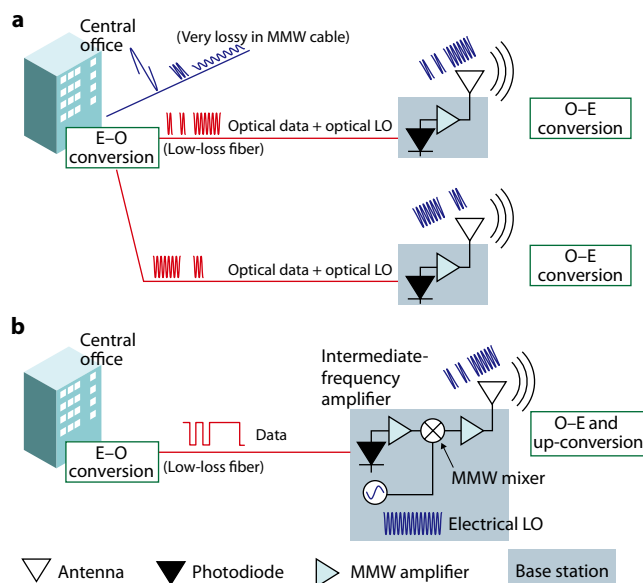 a
Central
office
(Very lossy in MMW cable)
E–O
conversion
Optical data + optical LO
(Low-loss fiber)
O–E
conversion
Optical data + optical LO
O–E
conversion
b
Central
office
Intermediate-
frequency
amplifier
E–O
conversion
Data
(Low-loss fiber)
O–E and
up-conversion
MMW mixer
Electrical LO
Antenna
Photodiode
MMW amplifier
Base station